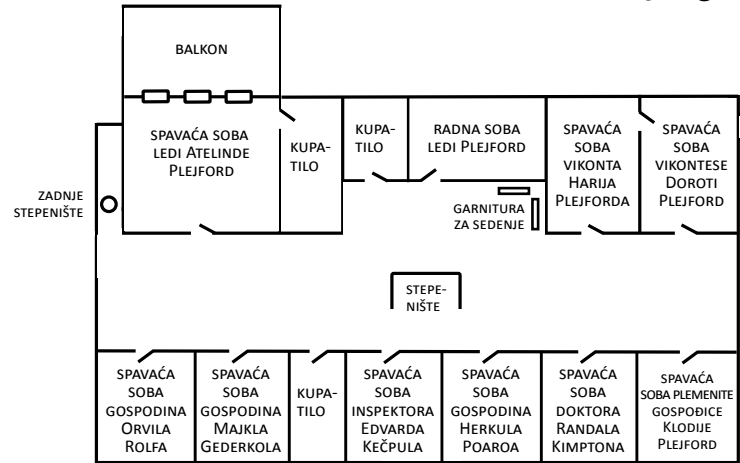 BALKON
SPAVAĆA SOBA
LEDI ATELINDE
PLEJFORD
KUPA-
TILO
KUPA-
TILO
RADNA SOBA
LEDI PLEJFORD
SPAVAĆA
SOBA
VIKONTA
HARIJA
PLEJFORDA
SPAVAĆA
SOBA
VIKONTESE
DOROTI
PLEJFORD
ZADNJE
STEPENIŠTE
GARNITURA
ZA SEDENJE
STEPE-
NIŠTE
SPAVAĆA
SOBA
GOSPODINA
ORVILA
ROLFA
SPAVAĆA
SOBA
GOSPODINA
MAJKLA
GEDERKOLA
KUPA-
TILO
SPAVAĆA
SOBA
INSPEKTORA
EDVARDA
KEČPULA
SPAVAĆA
SOBA
GOSPODINA
HERKULA
POAROA
SPAVAĆA
SOBA
DOKTORA
RANDALA
KIMPTONA
SPAVAĆA
SOBA PLEMENITE
GOSPOĐICE
KLODIJE
PLEJFORD